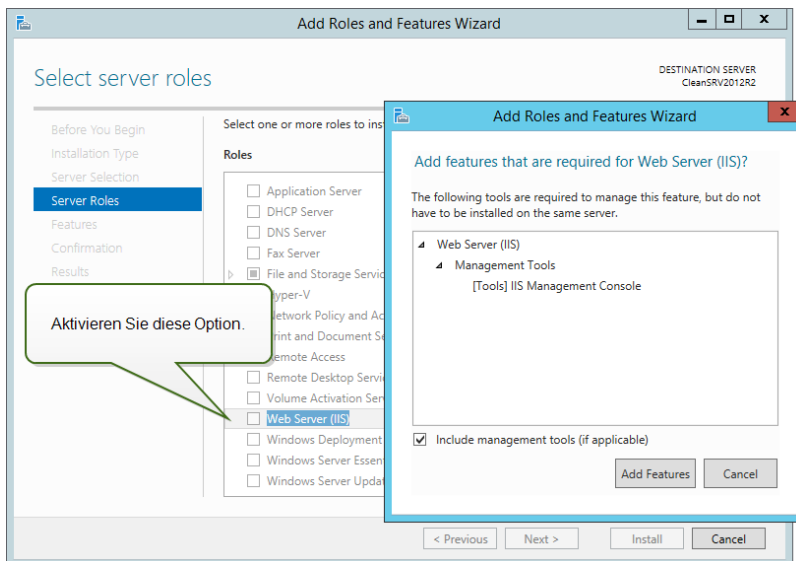 Add Roles and Features Wizard
Select server roles
DESTINATION SERVER
CleanSRV2012R2
Before You Begin
Installation Type
Server Selection
Server Roles
Features
Confirmation
Results
Select one or more roles to ins
Roles
Application Server
DHCP Server
DNS Server
Fax Server
File and Storage Servic
Hyper-V
Network Policy and Ac
Print and Document Se
Remote Access
Remote Desktop Servi
Volume Activation Ser
Web Server (IIS)
Windows Deployment
Windows Server Essen
Windows Server Updat
Aktivieren Sie diese Option.
Add Roles and Features Wizard
x
Add features that are required for Web Server (IIS)?
The following tools are required to manage this feature, but do not
have to be installed on the same server.
Web Server (IIS)
Management Tools
[Tools] IIS Management Console
Include management tools (if applicable)
Add Features
Cancel
< Previous
Next >
Install
Cancel